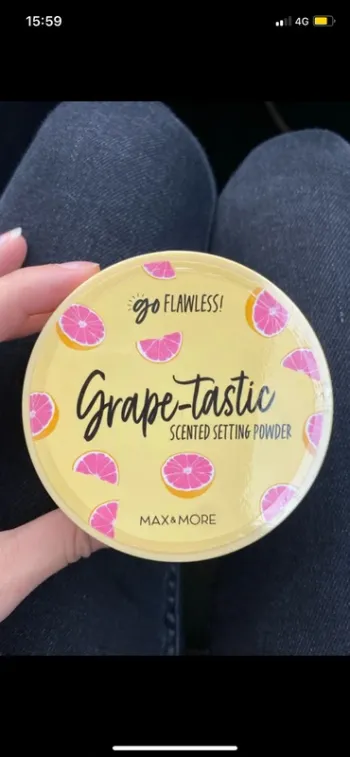 15:59
4G
go FLAWLESS!
Grape-tastic
SCENTED SETTING POWDER
MAX&MORE